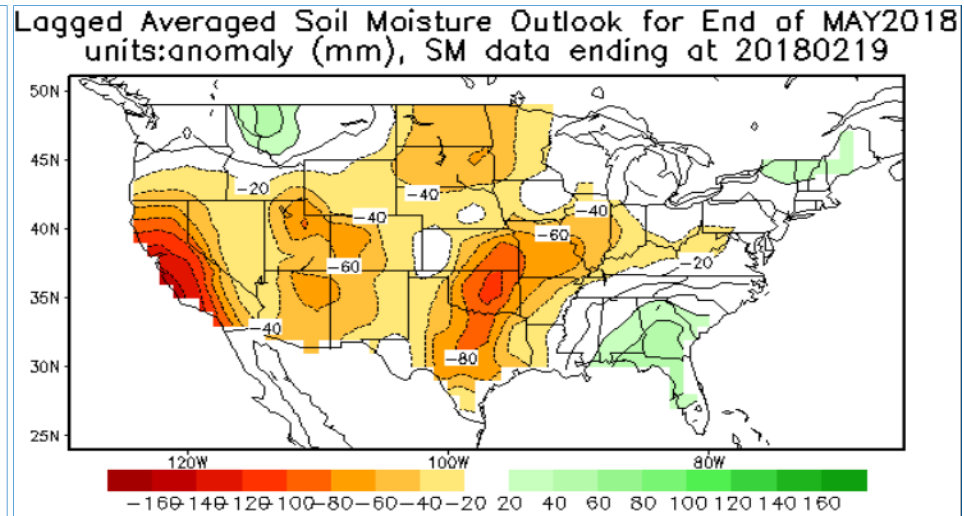 Lagged Averaged Soil Moisture Outlook for End of MAY2018
units:anomaly (mm), SM data ending at 20180219
50N
45N
-20
-40
-40
-40
40N
-60
-60
-20
35N
-40
-80
30N
25N
120W 100W 80W
-160 -140 -120 -100 -80 -60 -40 -20 20 40 60 80 100 120 140 160